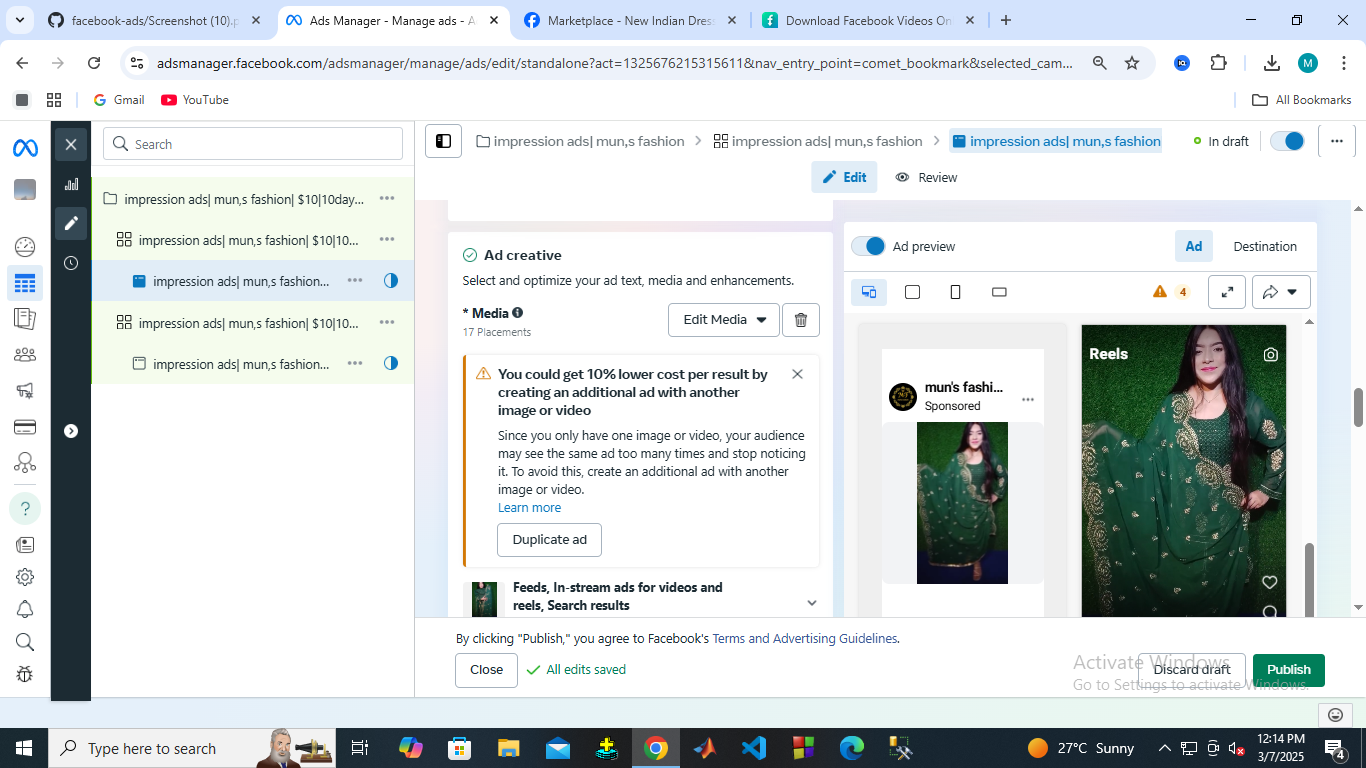 facebook-ads/Screenshot (10).p
Ads Manager - Manage ads - A
Marketplace - New Indian Dres
Download Facebook Videos On
adsmanager.facebook.com/adsmanager/manage/ads/edit/standalone?act=1325676215315611&nav_entry_point=comet_bookmark&selected_cam...
M
Gmail
YouTube
All Bookmarks
Search
impression ads| mun,s fashion
impression ads| mun,s fashion
impression ads| mun,s fashion
In draft
Edit
Review
impression ads| mun,s fashion| $10|10day...
impression ads| mun,s fashion| $10|10...
impression ads| mun,s fashion...
impression ads| mun,s fashion| $10|10...
impression ads| mun,s fashion...
Ad creative
Select and optimize your ad text, media and enhancements.
* Media
17 Placements
Edit Media
You could get 10% lower cost per result by
creating an additional ad with another
image or video
Since you only have one image or video, your audience
may see the same ad too many times and stop noticing
it. To avoid this, create an additional ad with another
image or video.
Learn more
Duplicate ad
Feeds, In-stream ads for videos and
reels, Search results
Ad preview
Ad
Destination
4
mun's fashi...
Sponsored
Reels
By clicking "Publish," you agree to Facebook's Terms and Advertising Guidelines.
Close
All edits saved
Discard draft
Publish
Activate Windows
Go to Settings to activate Windows.
Type here to search
27°C Sunny
12:14 PM
3/7/2025
4